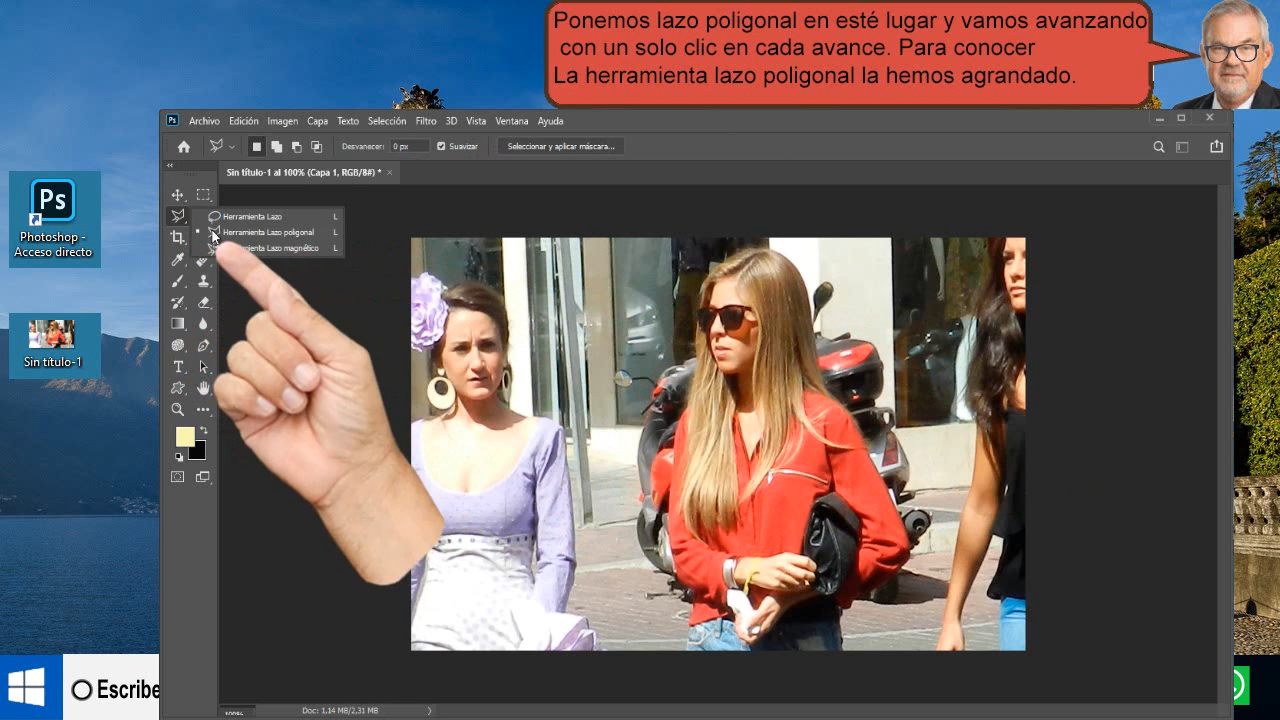 Ponemos lazo poligonal en esté lugar y vamos avanzando
con un solo clic en cada avance. Para conocer
La herramienta lazo poligonal la hemos agrandado.
Ps
Archivo Edición Imagen Capa Texto Selección Filtro 3D Vista Ventana Ayuda
Desvanecer: 0 px Suavizar Seleccionar y aplicar máscara...
Sin título-1 al 100% (Capa 1, RGB/8#) *
Herramienta Lazo L
Herramienta Lazo poligonal L
mienta Lazo magnético L
Ps
Photoshop -
Acceso directo
Sin título-1
Escribe
100%
Doc: 1,14 MB/2,31 MB